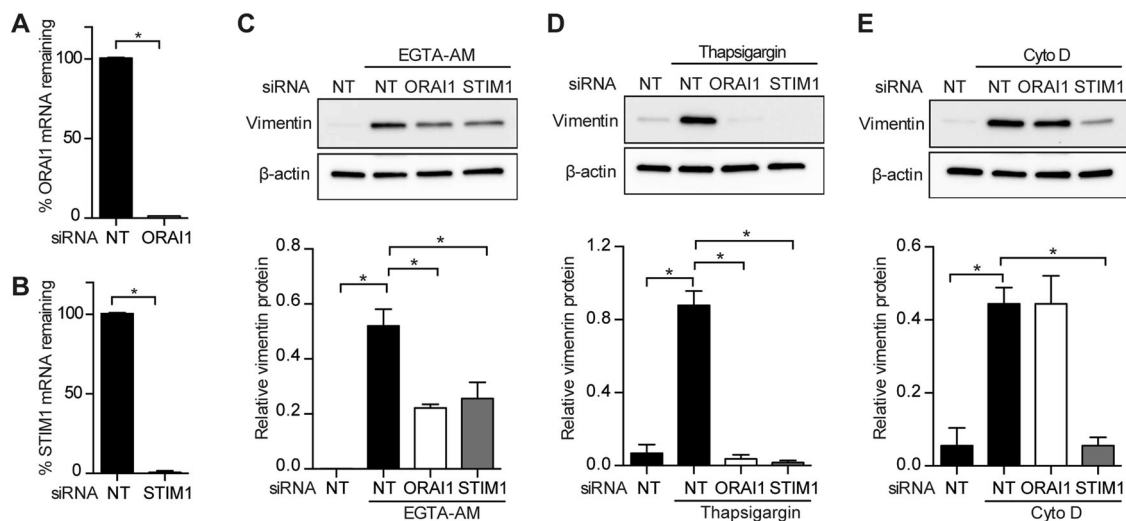 A
% ORAI1 mRNA remaining
100
50
0
*
siRNA NT ORAI1
B
% STIM1 mRNA remaining
100
50
0
*
siRNA NT STIM1
C
EGTA-AM
siRNA NT NT ORAI1 STIM1
Vimentin
β-actin
Relative vimentin protein
0.8
0.6
0.4
0.2
0.0
*
*
*
siRNA NT NT ORAI1 STIM1
EGTA-AM
D
Thapsigargin
siRNA NT NT ORAI1 STIM1
Vimentin
β-actin
Relative vimenrin protein
1.2
0.8
0.4
0.0
*
*
*
siRNA NT NT ORAI1 STIM1
Thapsigargin
E
Cyto D
siRNA NT NT ORAI1 STIM1
Vimentin
β-actin
Relative vimentin protein
0.6
0.4
0.2
0.0
*
*
siRNA NT NT ORAI1 STIM1
Cyto D